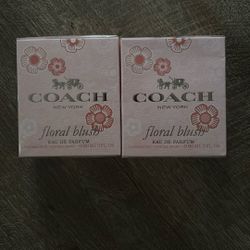 COACH
NEW YORK
floral blush
EAU DE PARFUM
COACH
NEW YORK
floral blush
EAU DE PARFUM